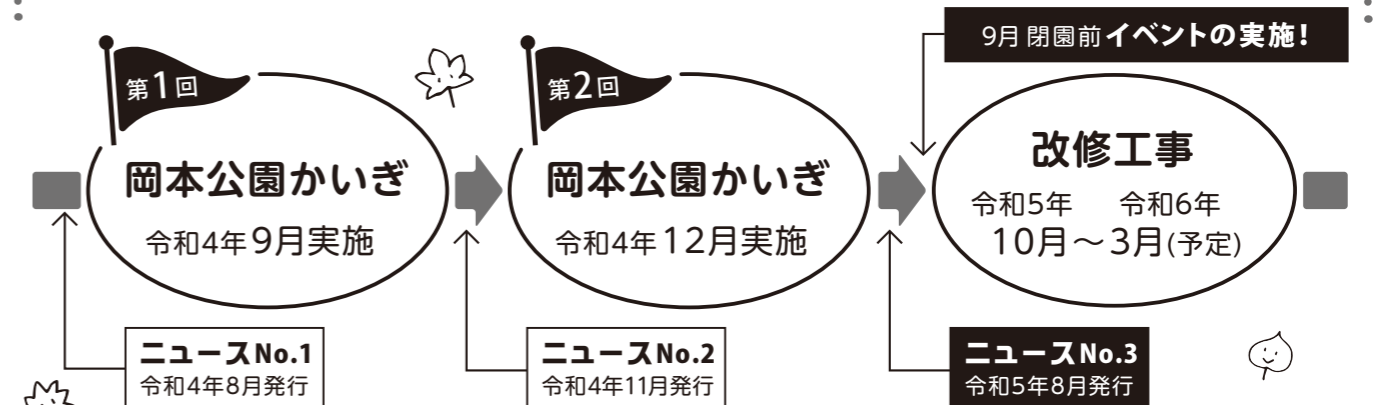 9月 閉園前イベントの実施!
第1回
岡本公園かいぎ
令和4年9月実施
第2回
岡本公園かいぎ
令和4年12月実施
改修工事
令和5年 令和6年
10月~3月(予定)
ニュースNo.1
令和4年8月発行
ニュースNo.2
令和4年11月発行
ニュースNo.3
令和5年8月発行